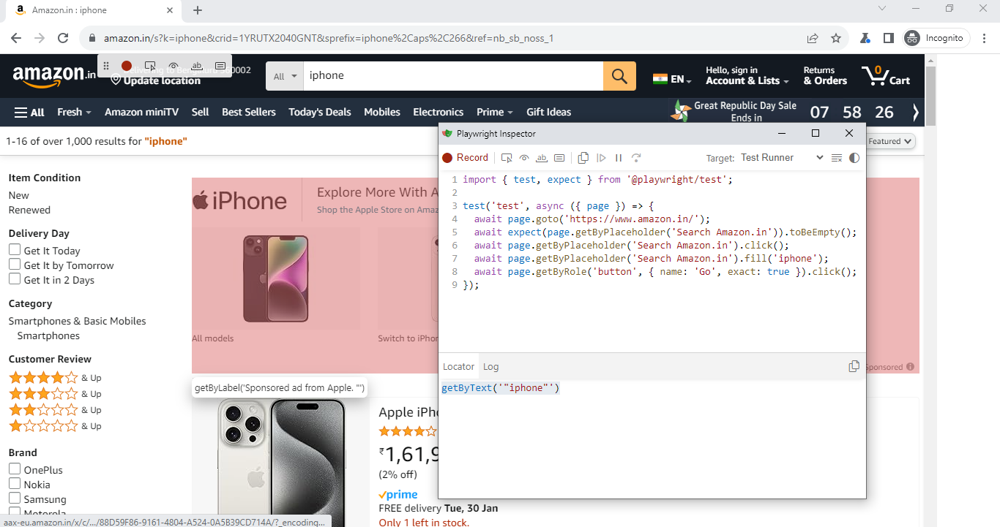 Amazon.in : iphone
amazon.in/s?k=iphone&crid=1YRUTX2040GNT&sprefix=iphone%2Caps%2C266&ref=nb_sb_noss_1
Incognito
amazon.in
Delivering to Bengaluru 560002
Update location
All
iphone
EN
Hello, sign in
Account & Lists
Returns
& Orders
0
Cart
All
Fresh
Amazon miniTV
Sell
Best Sellers
Today's Deals
Mobiles
Electronics
Prime
Gift Ideas
Great Republic Day Sale
Ends in
07 58 26
1-16 of over 1,000 results for "iphone"
Featured
Item Condition
New
Renewed
Delivery Day
Get It Today
Get It by Tomorrow
Get It in 2 Days
Category
Smartphones & Basic Mobiles
Smartphones
Customer Review
& Up
& Up
& Up
& Up
Brand
OnePlus
Nokia
Samsung
Motorola
aax-eu.amazon.in/x/c/.../88D59F86-9161-4804-A524-0A5B39CD714A/?_encoding...
iPhone
Explore More With A
Shop the Apple Store on Amaz
All models
Switch to iPhon
Sponsored
getByLabel('Sponsored ad from Apple. "')
Apple iPho
₹1,61,9
(2% off)
prime
FREE delivery Tue, 30 Jan
Only 1 left in stock.
Playwright Inspector
Record
ab
Target: Test Runner
1 import { test, expect } from '@playwright/test';
2
3 test('test', async ({ page }) => {
4 await page.goto('https://www.amazon.in/');
5 await expect(page.getByPlaceholder('Search Amazon.in')).toBeEmpty();
6 await page.getByPlaceholder('Search Amazon.in').click();
7 await page.getByPlaceholder('Search Amazon.in').fill('iphone');
8 await page.getByRole('button', { name: 'Go', exact: true }).click();
9 });
Locator
Log
getByText('"iphone"')